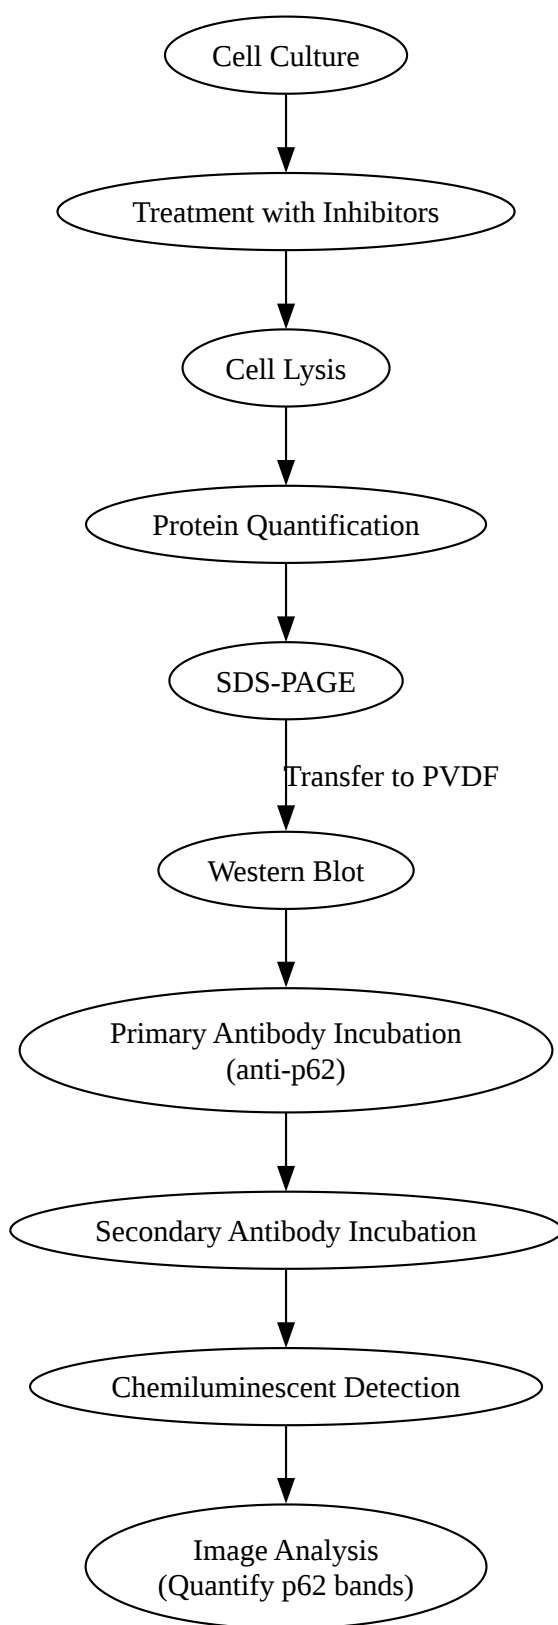 Cell Culture
Treatment with Inhibitors
Cell Lysis
Protein Quantification
SDS-PAGE
Transfer to PVDF
Western Blot
Primary Antibody Incubation
(anti-p62)
Secondary Antibody Incubation
Chemiluminescent Detection
Image Analysis
(Quantify p62 bands)